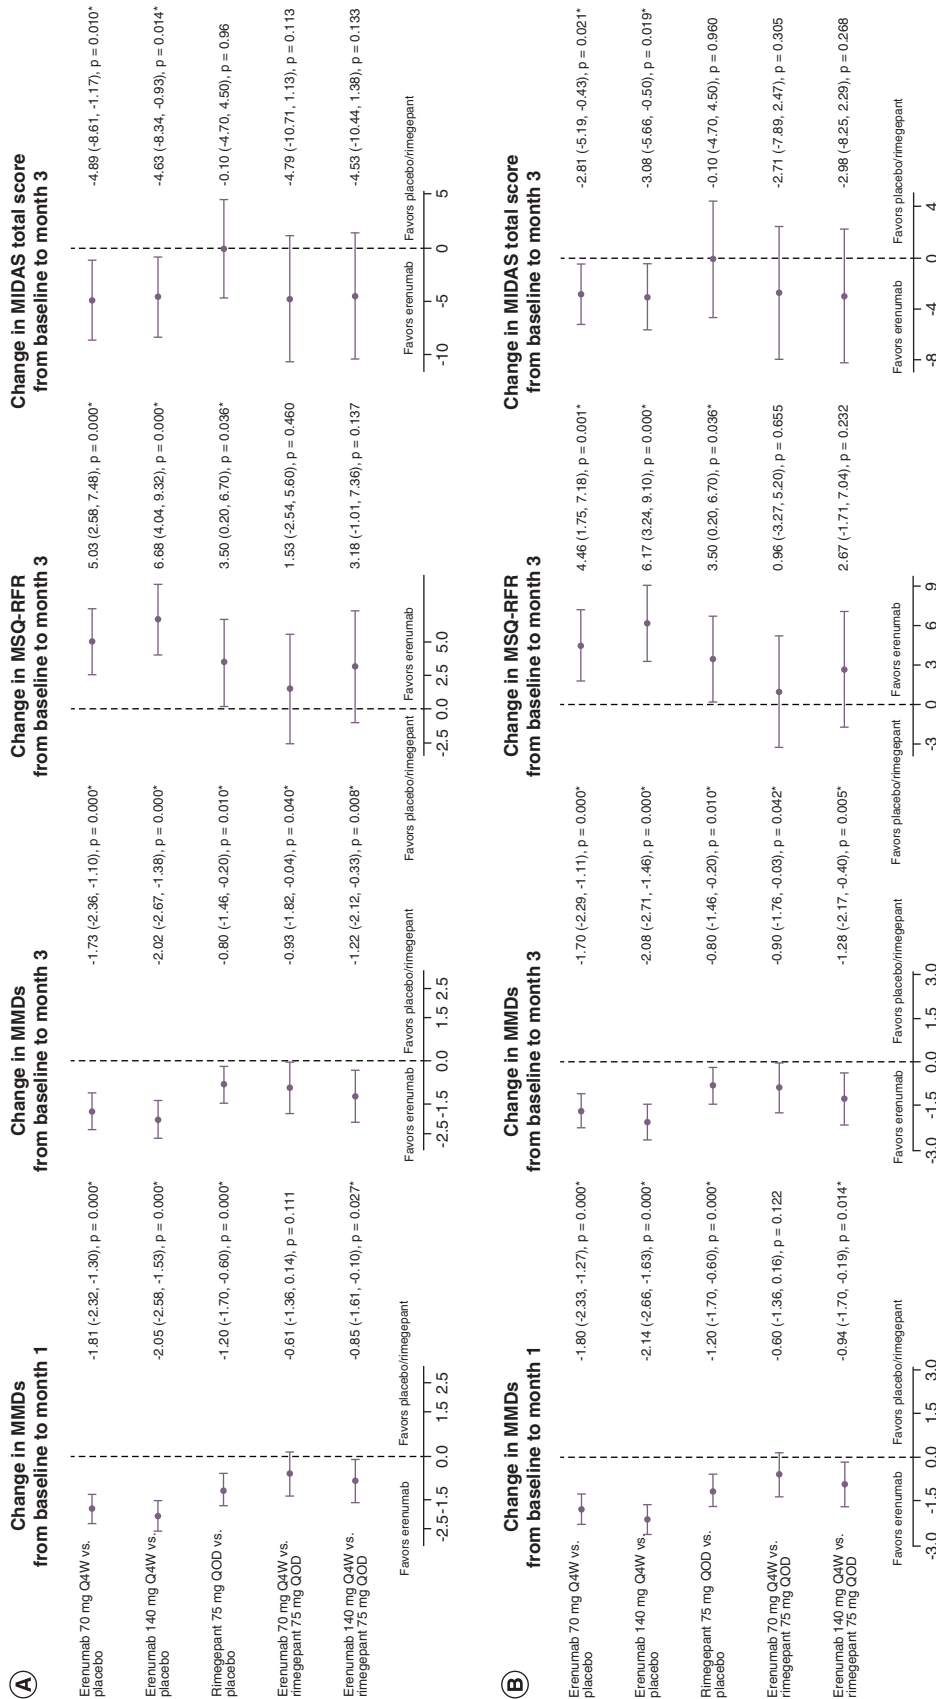 A
Change in MMDs
from baseline to month 1
Change in MMDs
from baseline to month 3
Change in MSQ-RFR
from baseline to month 3
Change in MIDAS total score
from baseline to month 3
Erenumab 70 mg Q4W vs.
placebo
-1.81 (-2.32, -1.30), p = 0.000*
-1.73 (-2.36, -1.10), p = 0.000*
5.03 (2.58, 7.48), p = 0.000*
-4.89 (-8.61, -1.17), p = 0.010*
Erenumab 140 mg Q4W vs.
placebo
-2.05 (-2.58, -1.53), p = 0.000*
-2.02 (-2.67, -1.38), p = 0.000*
6.68 (4.04, 9.32), p = 0.000*
-4.63 (-8.34, -0.93), p = 0.014*
Rimegepant 75 mg QOD vs.
placebo
-1.20 (-1.70, -0.60), p = 0.000*
-0.80 (-1.46, -0.20), p = 0.010*
3.50 (0.20, 6.70), p = 0.036*
-0.10 (-4.70, 4.50), p = 0.96
Erenumab 70 mg Q4W vs.
rimegepant 75 mg QOD
-0.61 (-1.36, 0.14), p = 0.111
-0.93 (-1.82, -0.04), p = 0.040*
1.53 (-2.54, 5.60), p = 0.460
-4.79 (-10.71, 1.13), p = 0.113
Erenumab 140 mg Q4W vs.
rimegepant 75 mg QOD
-0.85 (-1.61, -0.10), p = 0.027*
-1.22 (-2.12, -0.33), p = 0.008*
3.18 (-1.01, 7.36), p = 0.137
-4.53 (-10.44, 1.38), p = 0.133
Favors erenumab Favors placebo/rimegepant
Favors erenumab Favors placebo/rimegepant
Favors placebo/rimegepant Favors erenumab
Favors erenumab Favors placebo/rimegepant
-2.5 -1.5 0.0 1.5 2.5
-2.5 -1.5 0.0 1.5 2.5
-2.5 0.0 2.5 5.0
-10 -5 0 5
B
Change in MMDs
from baseline to month 1
Change in MMDs
from baseline to month 3
Change in MSQ-RFR
from baseline to month 3
Change in MIDAS total score
from baseline to month 3
Erenumab 70 mg Q4W vs.
placebo
-1.80 (-2.33, -1.27), p = 0.000*
-1.70 (-2.29, -1.11), p = 0.000*
4.46 (1.75, 7.18), p = 0.001*
-2.81 (-5.19, -0.43), p = 0.021*
Erenumab 140 mg Q4W vs.
placebo
-2.14 (-2.66, -1.63), p = 0.000*
-2.08 (-2.71, -1.46), p = 0.000*
6.17 (3.24, 9.10), p = 0.000*
-3.08 (-5.66, -0.50), p = 0.019*
Rimegepant 75 mg QOD vs.
placebo
-1.20 (-1.70, -0.60), p = 0.000*
-0.80 (-1.46, -0.20), p = 0.010*
3.50 (0.20, 6.70), p = 0.036*
-0.10 (-4.70, 4.50), p = 0.960
Erenumab 70 mg Q4W vs.
rimegepant 75 mg QOD
-0.60 (-1.36, 0.16), p = 0.122
-0.90 (-1.76, -0.03), p = 0.042*
0.96 (-3.27, 5.20), p = 0.655
-2.71 (-7.89, 2.47), p = 0.305
Erenumab 140 mg Q4W vs.
rimegepant 75 mg QOD
-0.94 (-1.70, -0.19), p = 0.014*
-1.28 (-2.17, -0.40), p = 0.005*
2.67 (-1.71, 7.04), p = 0.232
-2.98 (-8.25, 2.29), p = 0.268
Favors erenumab Favors placebo/rimegepant
Favors erenumab Favors placebo/rimegepant
Favors placebo/rimegepant Favors erenumab
Favors erenumab Favors placebo/rimegepant
-3.0 -1.5 0.0 1.5 3.0
-3.0 -1.5 0.0 1.5 3.0
-3 0 3 6 9
-8 -4 0 4